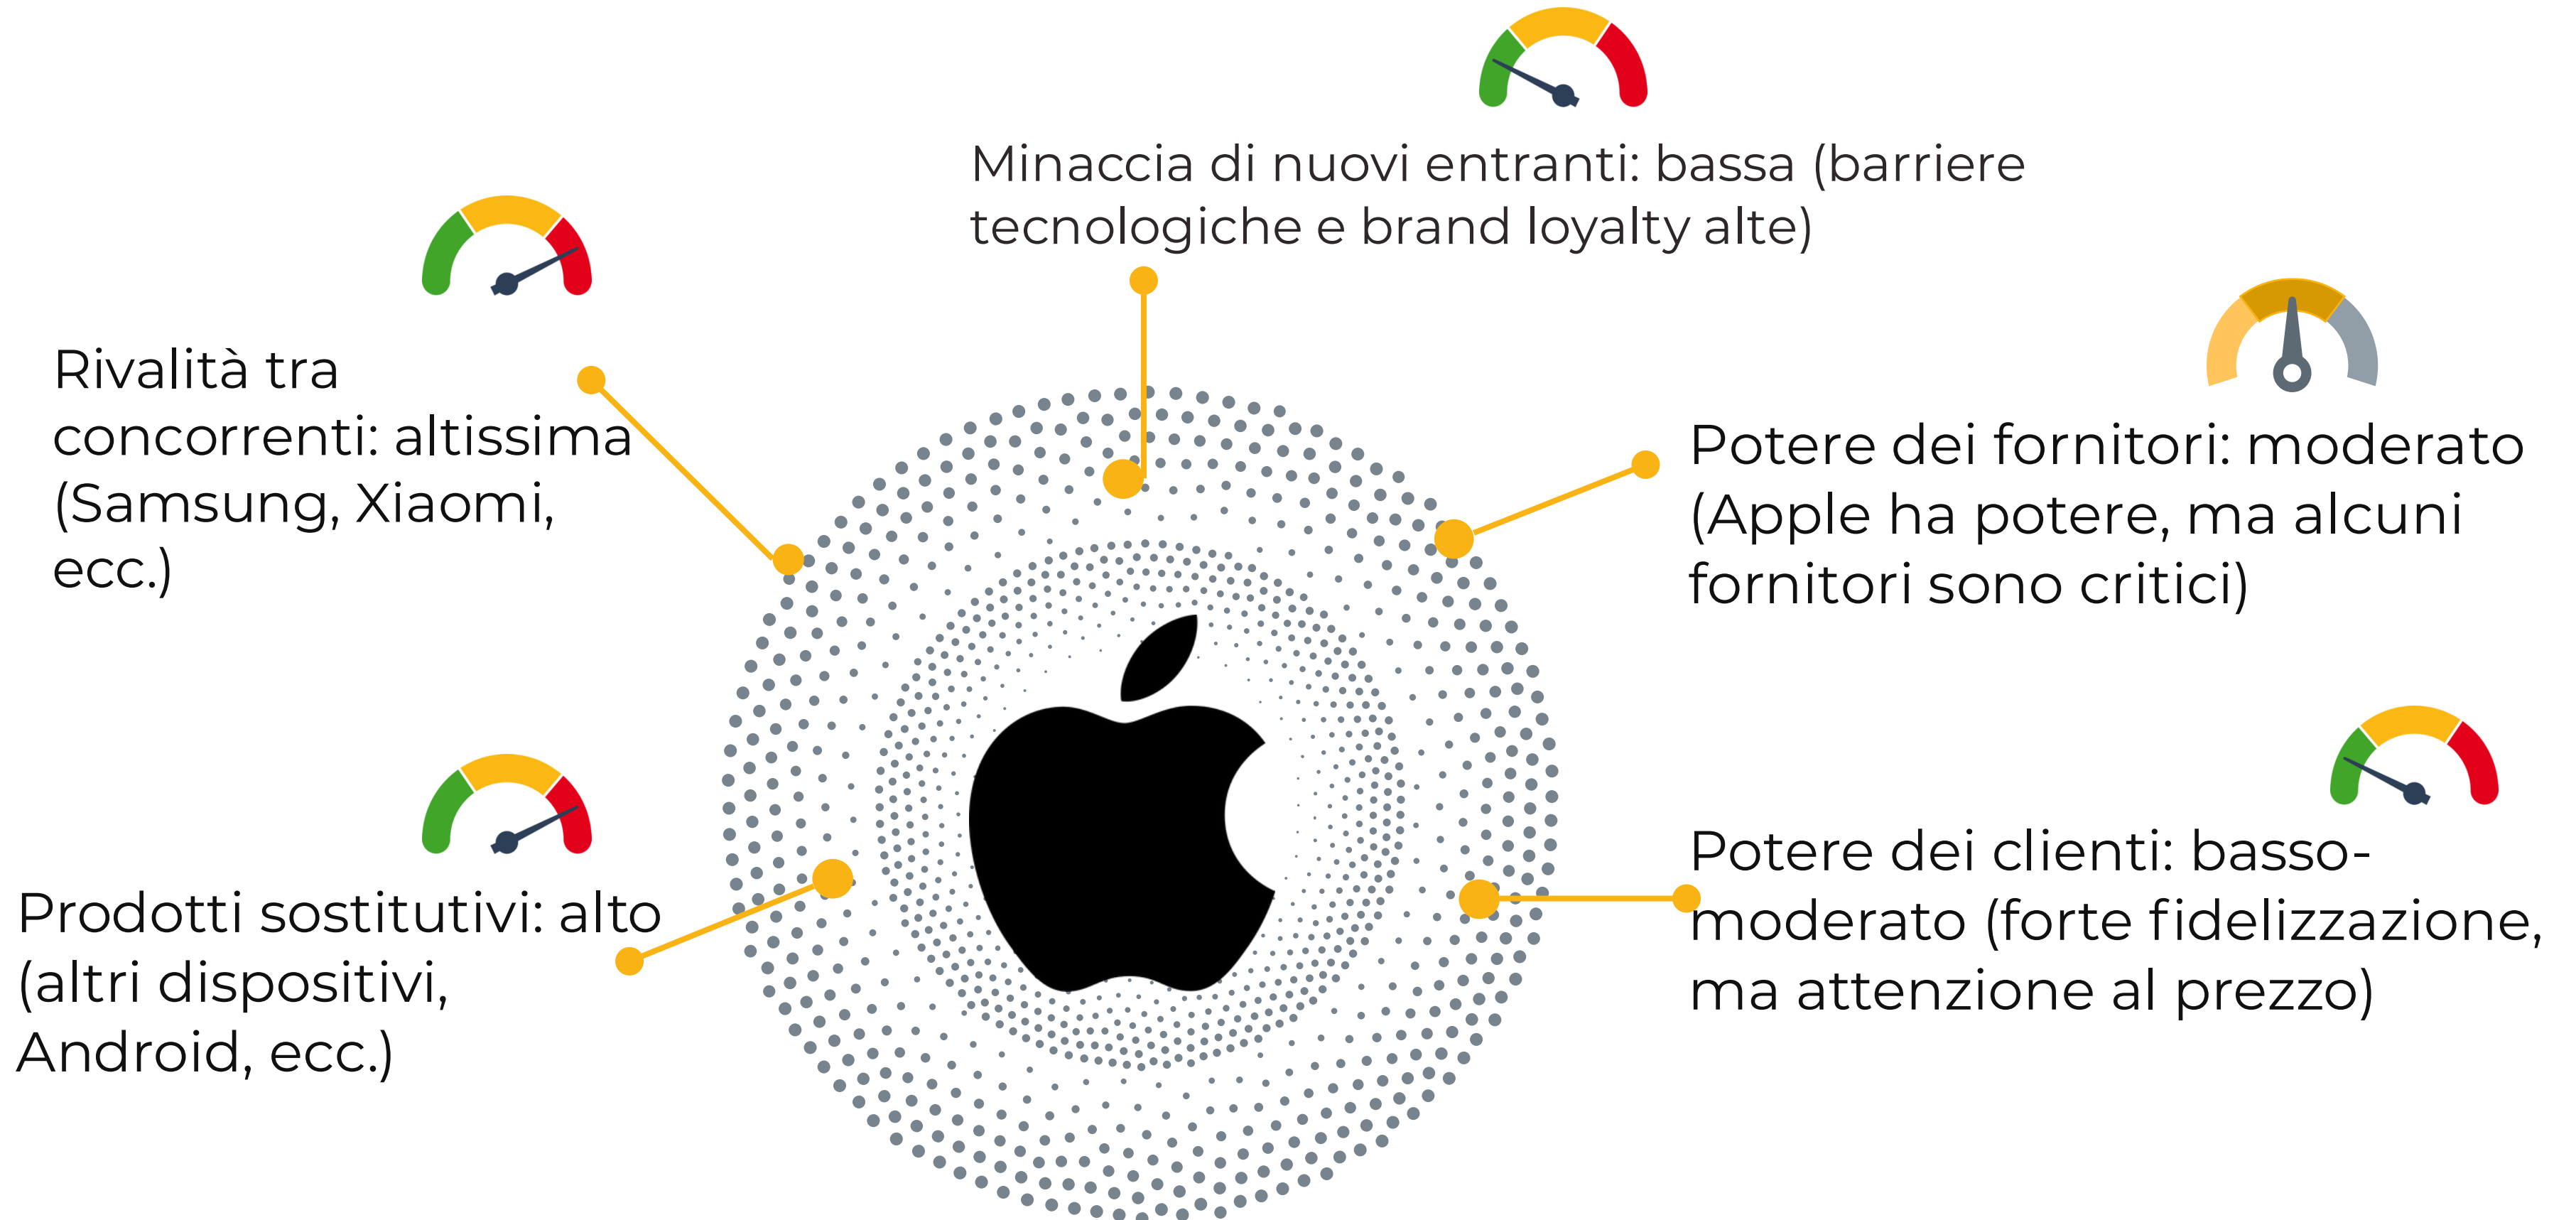 Minaccia di nuovi entranti: bassa (barriere
tecnologiche e brand loyalty alte)
Rivalità tra
concorrenti: altissima
(Samsung, Xiaomi,
ecc.)
Potere dei fornitori: moderato
(Apple ha potere, ma alcuni
fornitori sono critici)
Prodotti sostitutivi: alto
(altri dispositivi,
Android, ecc.)
Potere dei clienti: basso-
moderato (forte fidelizzazione,
ma attenzione al prezzo)